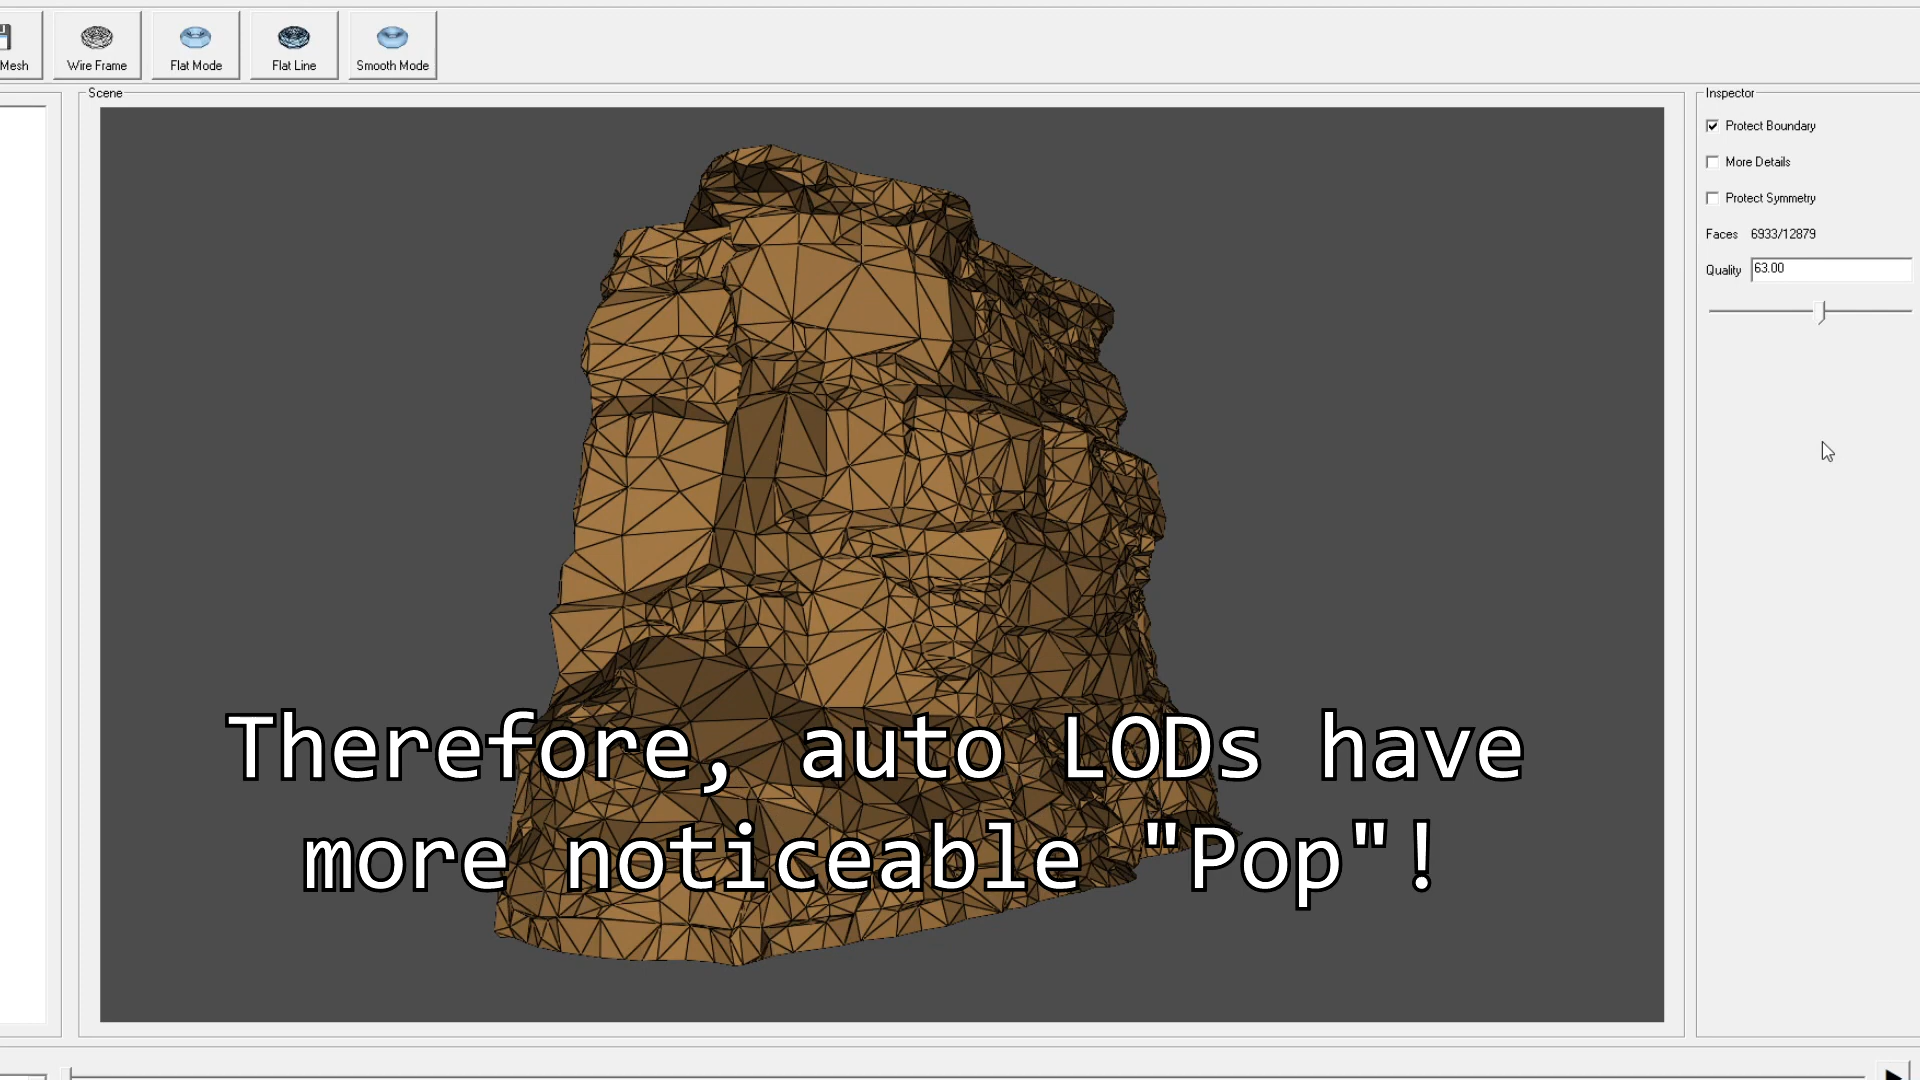 Mesh
Wire Frame
Flat Mode
Flat Line
Smooth Mode
Scene
Inspector
Protect Boundary
More Details
Protect Symmetry
Faces 6933/12879
Quality 63.00
Therefore, auto LODs have
more noticeable "Pop"!